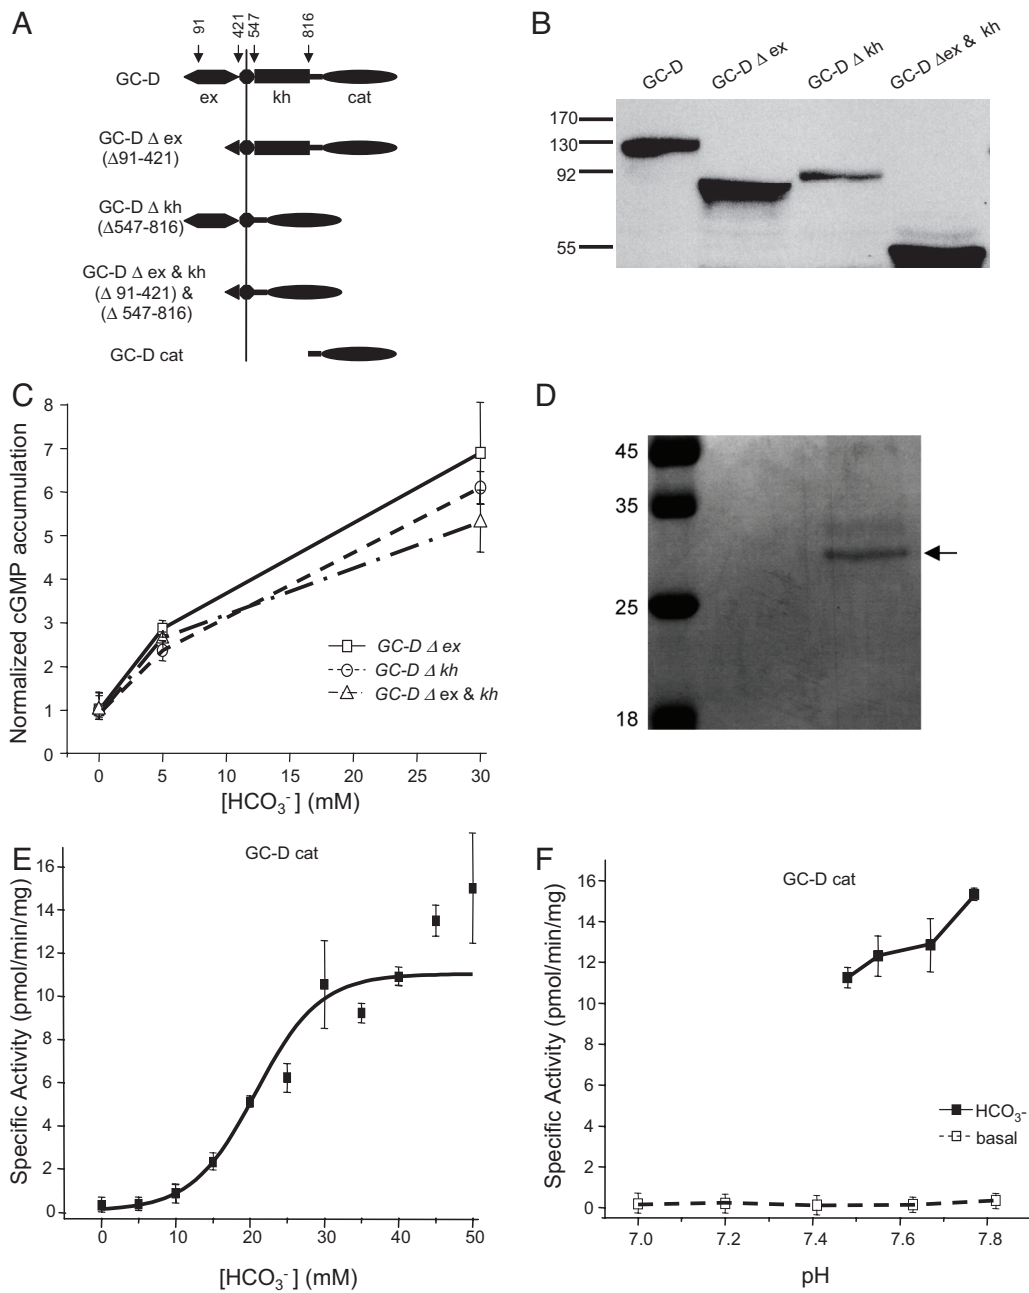 A
91
421
547
816
GC-D
ex
kh
cat
GC-D Δ ex
(Δ91-421)
GC-D Δ kh
(Δ547-816)
GC-D Δ ex & kh
(Δ 91-421) &
(Δ 547-816)
GC-D cat
B
GC-D
GC-D Δ ex
GC-D Δ kh
GC-D Δex & kh
170
130
92
55
C
Normalized cGMP accumulation
8
7
6
5
4
3
2
1
0
GC-D Δ ex
GC-D Δ kh
GC-D Δ ex & kh
0 5 10 15 20 25 30
[HCO₃⁻] (mM)
D
45
35
25
18
E
GC-D cat
Specific Activity (pmol/min/mg)
16
14
12
10
8
6
4
2
0
0 10 20 30 40 50
[HCO₃⁻] (mM)
F
GC-D cat
Specific Activity (pmol/min/mg)
16
14
12
10
8
6
4
2
0
HCO₃-
basal
7.0 7.2 7.4 7.6 7.8
pH